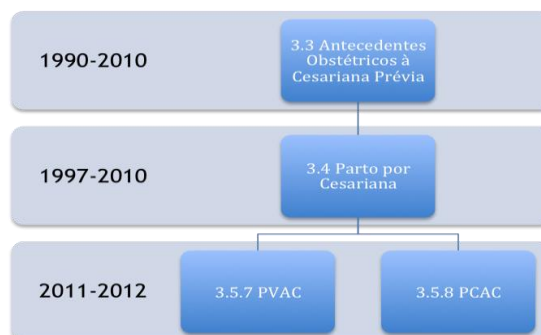 1990-2010
3.3 Antecedentes
Obstétricos à
Cesariana Prévia
1997-2010
3.4 Parto por
Cesariana
2011-2012
3.5.7 PVAC
3.5.8 PCAC